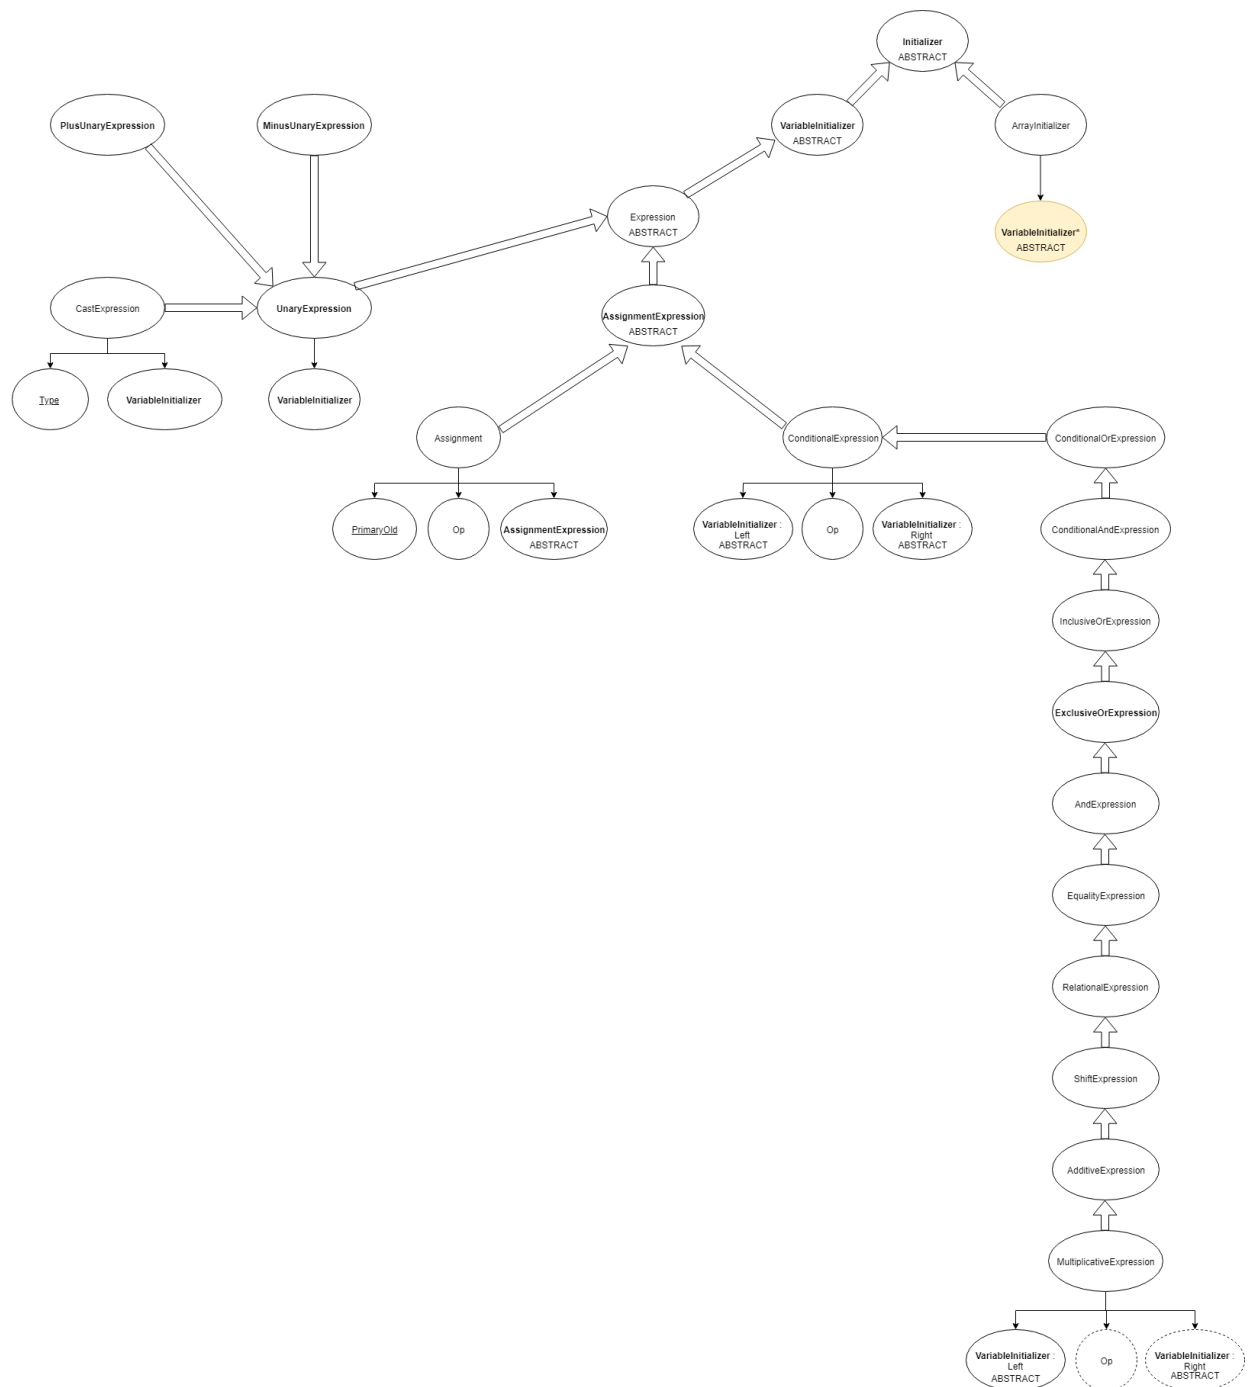 Initializer
ABSTRACT
PlusUnaryExpression
MinusUnaryExpression
VariableInitializer
ABSTRACT
ArrayInitializer
Expression
ABSTRACT
VariableInitializer*
ABSTRACT
CastExpression
UnaryExpression
AssignmentExpression
ABSTRACT
Type
VariableInitializer
VariableInitializer
Assignment
ConditionalExpression
ConditionalOrExpression
PrimaryOld
Op
AssignmentExpression
ABSTRACT
VariableInitializer :
Left
ABSTRACT
Op
VariableInitializer :
Right
ABSTRACT
ConditionalAndExpression
InclusiveOrExpression
ExclusiveOrExpression
AndExpression
EqualityExpression
RelationalExpression
ShiftExpression
AdditiveExpression
MultiplicativeExpression
VariableInitializer :
Left
ABSTRACT
Op
VariableInitializer :
Right
ABSTRACT